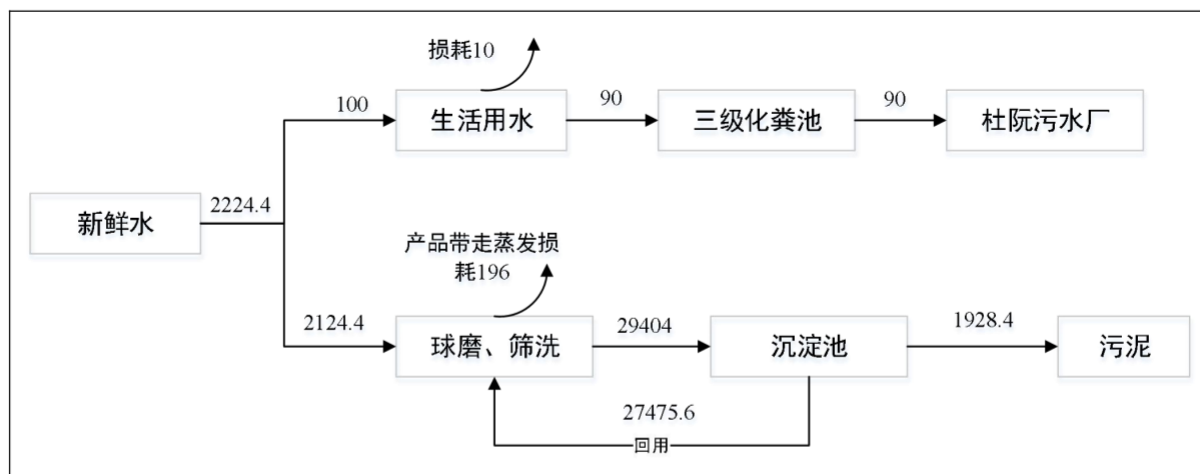 损耗10
100
生活用水
90
三级化粪池
90
杜阮污水厂
新鲜水
2224.4
产品带走蒸发损
耗196
2124.4
球磨、筛洗
29404
沉淀池
1928.4
污泥
27475.6
回用